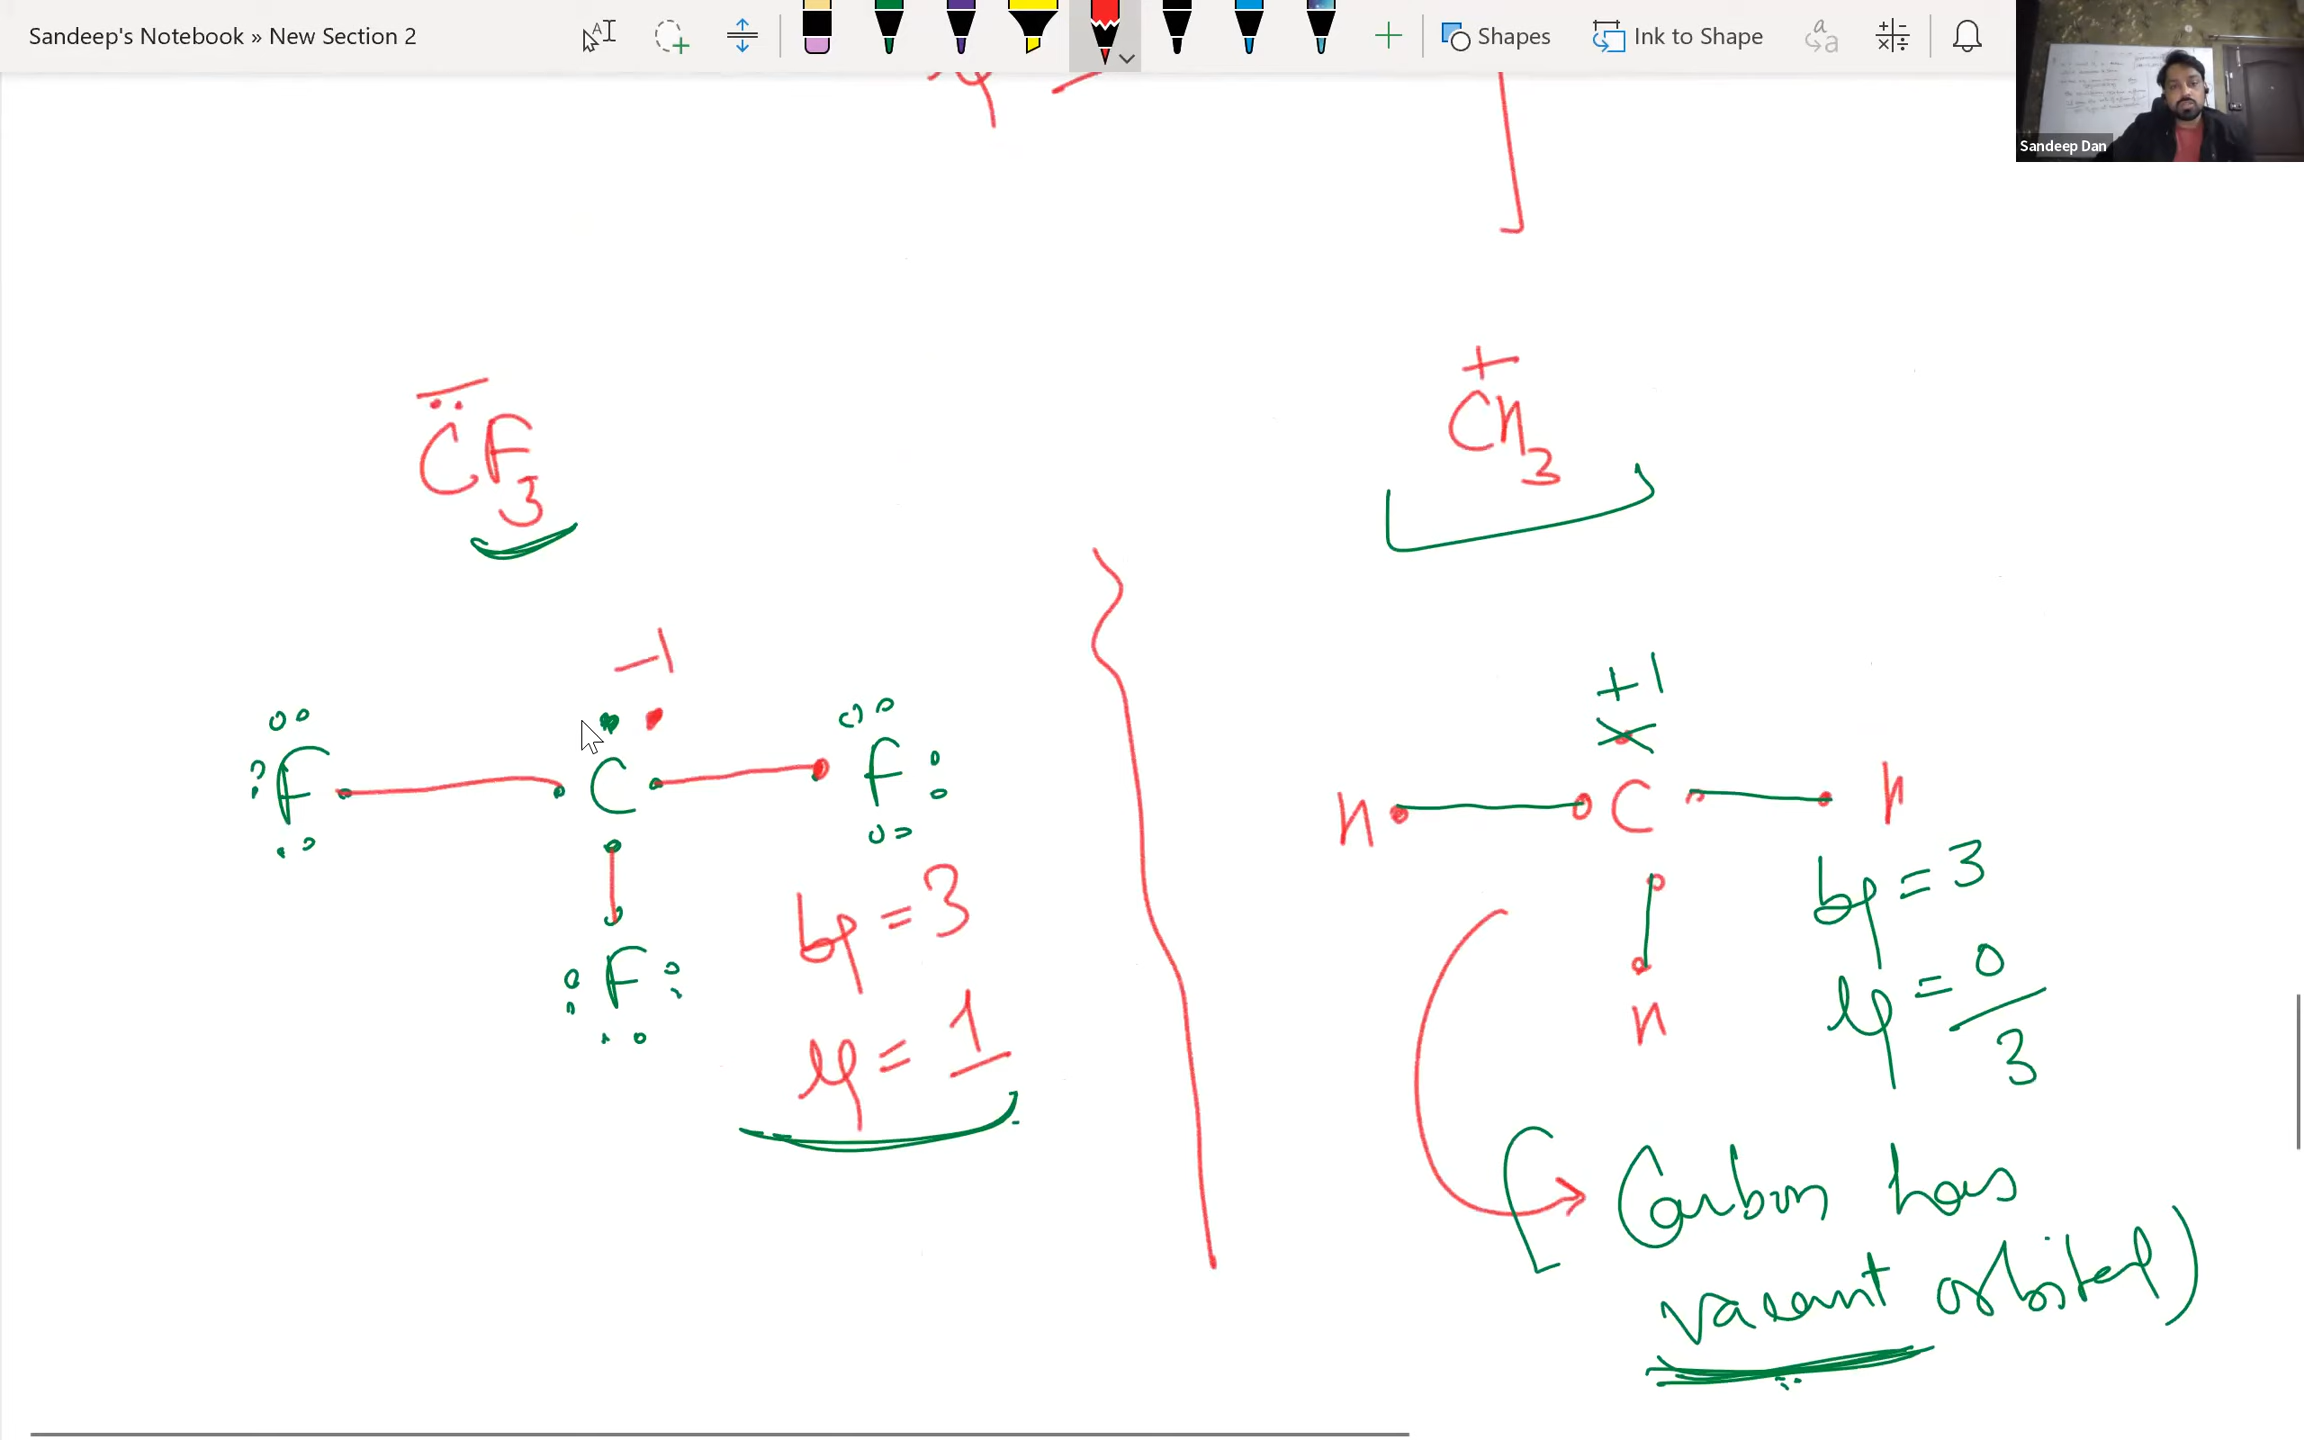 Sandeep's Notebook » New Section 2
Shapes
Ink to Shape
Sandeep Dan
CF3
+
CH3
-1
F C F
F
bp = 3
lp = 1
+1
H C H
H
bp = 3
lp = 0
3
Carbon has
vacant orbital)